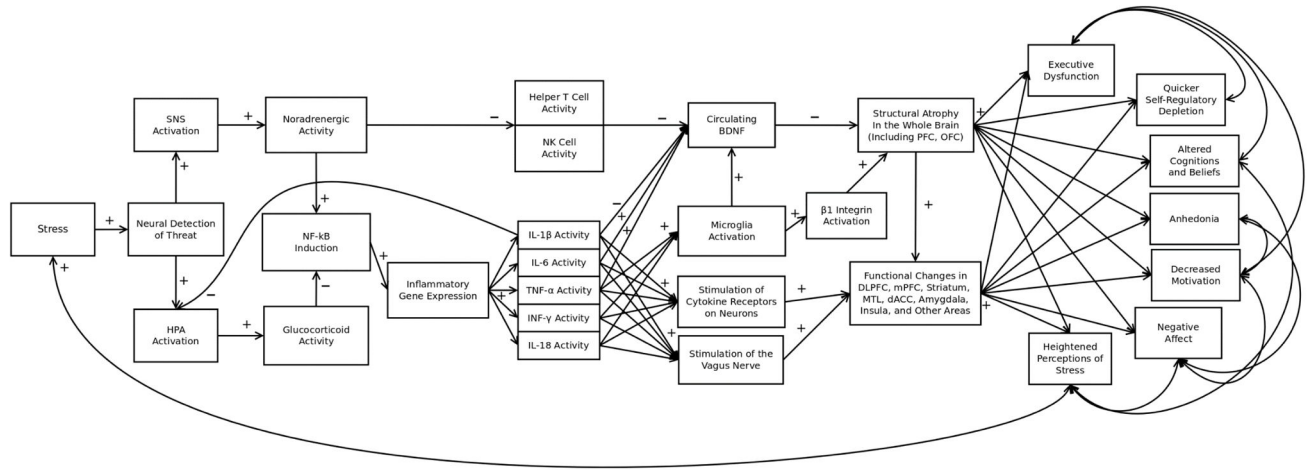 Stress
+
Neural Detection
of Threat
+
SNS
Activation
+
Noradrenergic
Activity
+
HPA
Activation
−
+
Glucocorticoid
Activity
−
+
NF-kB
Induction
+
Inflammatory
Gene Expression
+
−
Helper T Cell
Activity
NK Cell
Activity
−
IL-1β Activity
IL-6 Activity
TNF-α Activity
INF-γ Activity
IL-18 Activity
−
+
+
+
+
Circulating
BDNF
−
+
Microglia
Activation
+
β1 Integrin
Activation
+
Stimulation of
Cytokine Receptors
on Neurons
+
Stimulation of the
Vagus Nerve
+
Structural Atrophy
In the Whole Brain
(Including PFC, OFC)
+
+
Functional Changes in
DLPFC, mPFC, Striatum,
MTL, dACC, Amygdala,
Insula, and Other Areas
+
Executive
Dysfunction
Quicker
Self-Regulatory
Depletion
Altered
Cognitions
and Beliefs
Anhedonia
Decreased
Motivation
Negative
Affect
Heightened
Perceptions of
Stress
+